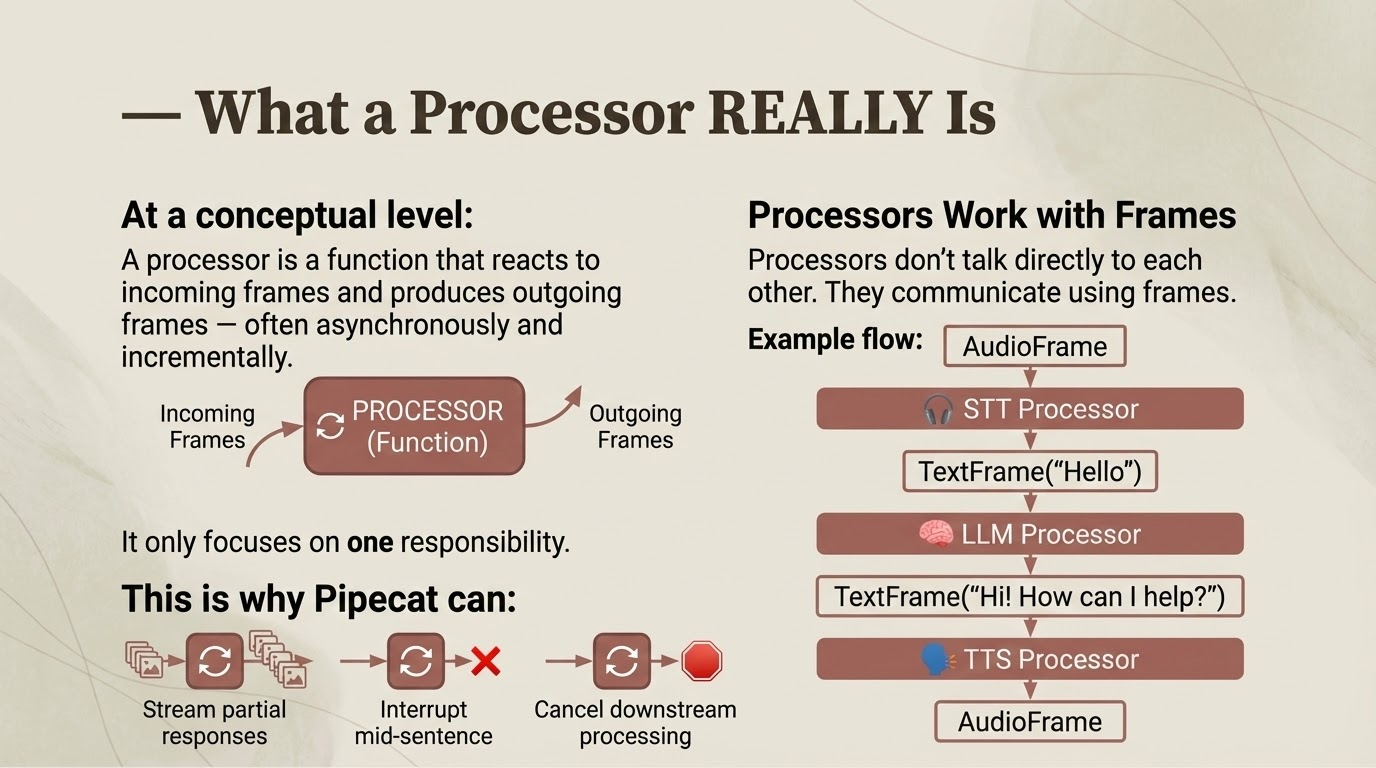 — What a Processor REALLY Is
At a conceptual level:
A processor is a function that reacts to
incoming frames and produces outgoing
frames — often asynchronously and
incrementally.
Incoming
Frames
PROCESSOR
(Function)
Outgoing
Frames
It only focuses on one responsibility.
This is why Pipecat can:
Stream partial
responses
Interrupt
mid-sentence
Cancel downstream
processing
Processors Work with Frames
Processors don’t talk directly to each
other. They communicate using frames.
Example flow:
AudioFrame
STT Processor
TextFrame(“Hello”)
LLM Processor
TextFrame(“Hi! How can I help?”)
TTS Processor
AudioFrame